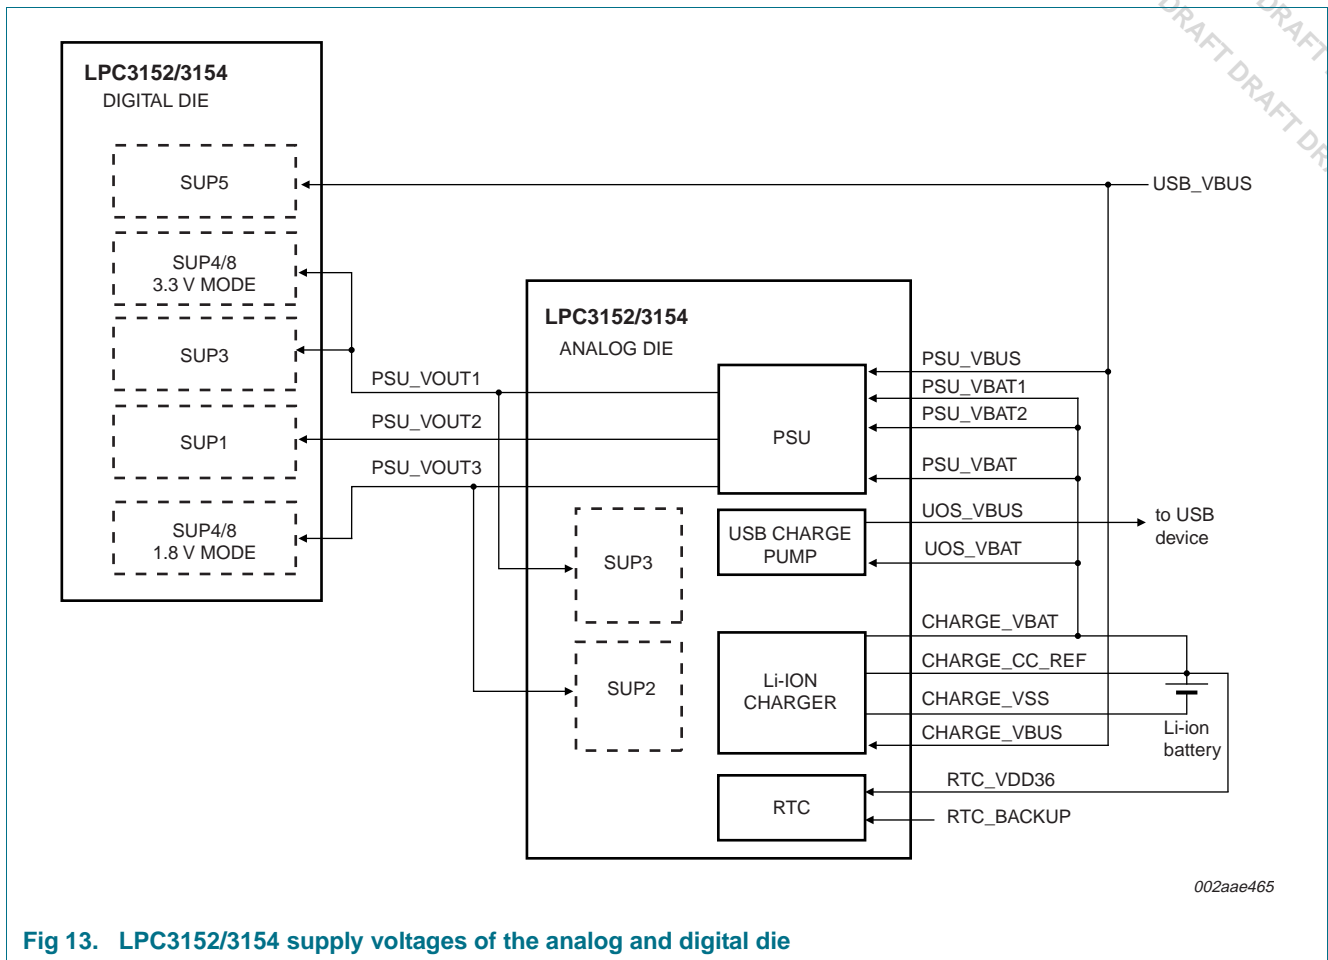 DRAFT DRAFT DR
DRAFT
LPC3152/3154
DIGITAL DIE
SUP5
USB_VBUS
SUP4/8
3.3 V MODE
SUP3
SUP1
SUP4/8
1.8 V MODE
PSU_VOUT1
PSU_VOUT2
PSU_VOUT3
LPC3152/3154
ANALOG DIE
PSU
PSU_VBUS
PSU_VBAT1
PSU_VBAT2
PSU_VBAT
USB CHARGE
PUMP
UOS_VBUS
UOS_VBAT
to USB
device
SUP3
SUP2
Li-ION
CHARGER
CHARGE_VBAT
CHARGE_CC_REF
CHARGE_VSS
CHARGE_VBUS
Li-ion
battery
RTC
RTC_VDD36
RTC_BACKUP
002aae465
Fig 13. LPC3152/3154 supply voltages of the analog and digital die